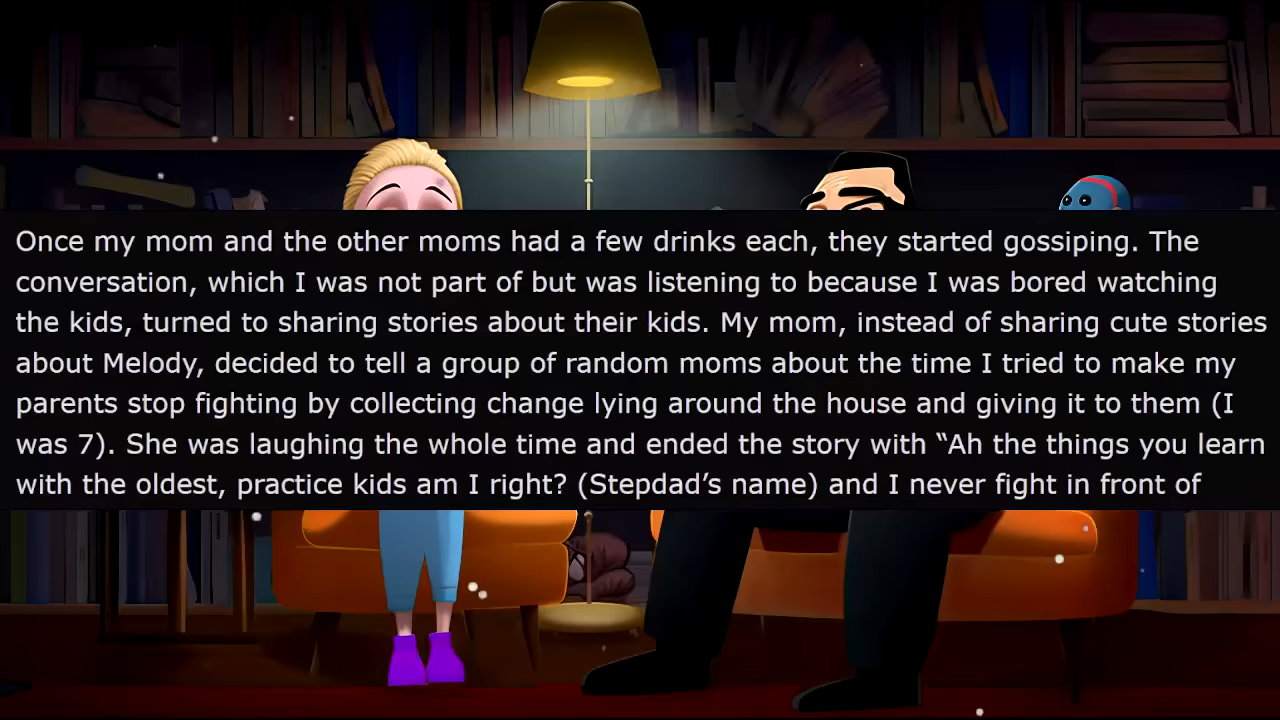 Once my mom and the other moms had a few drinks each, they started gossiping. The
conversation, which I was not part of but was listening to because I was bored watching
the kids, turned to sharing stories about their kids. My mom, instead of sharing cute stories
about Melody, decided to tell a group of random moms about the time I tried to make my
parents stop fighting by collecting change lying around the house and giving it to them (I
was 7). She was laughing the whole time and ended the story with “Ah the things you learn
with the oldest, practice kids am I right? (Stepdad’s name) and I never fight in front of